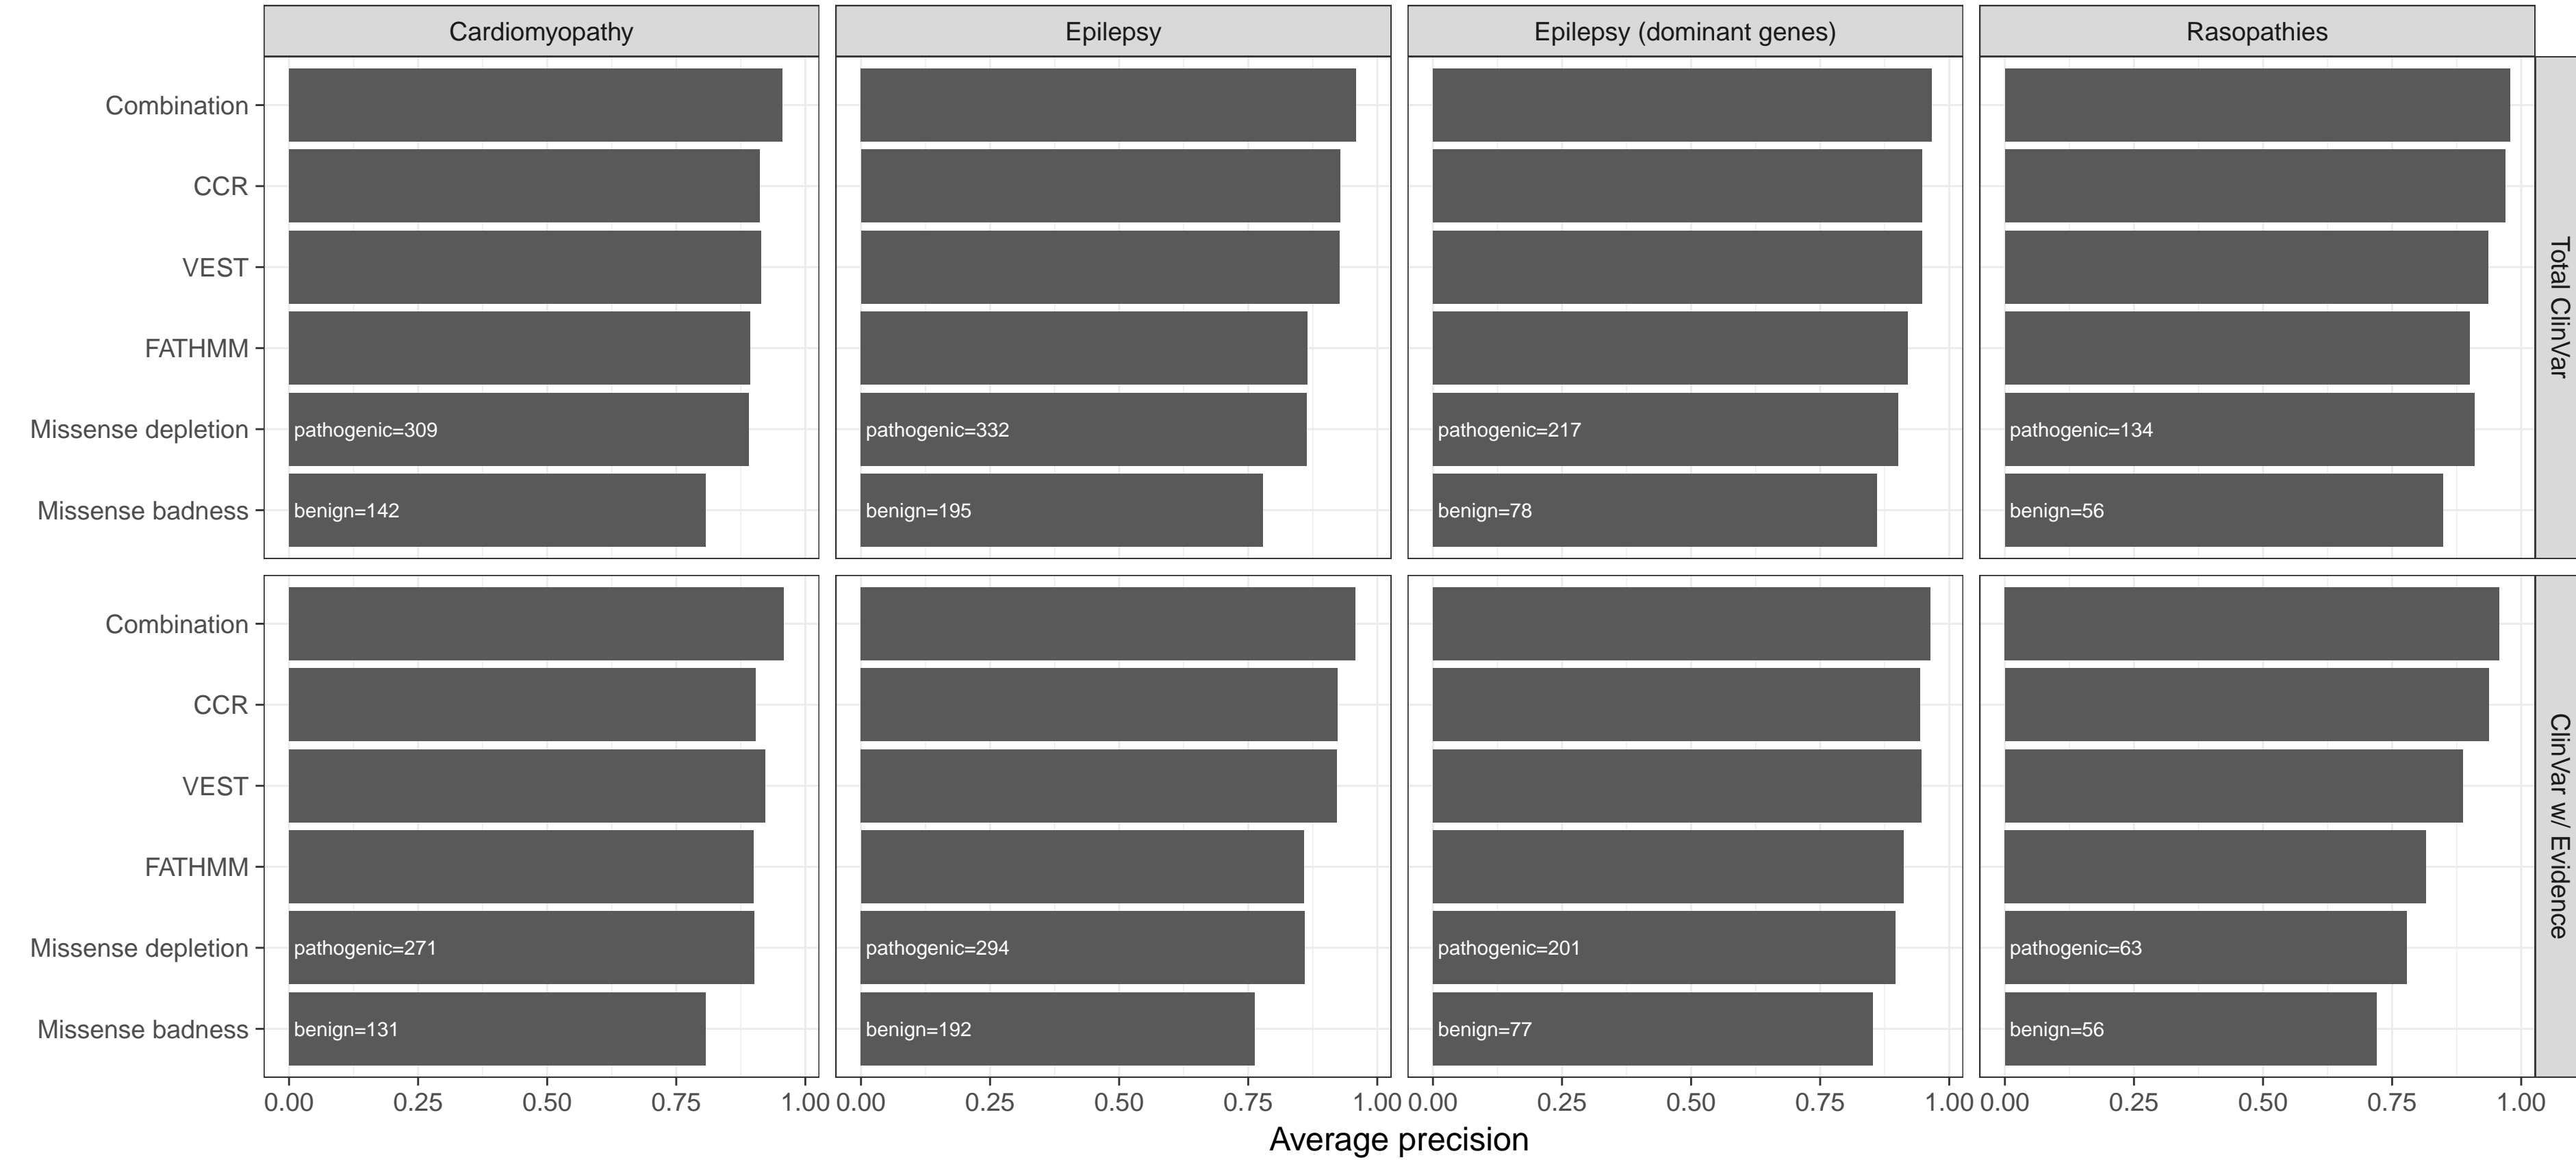 Cardiomyopathy Epilepsy Epilepsy (dominant genes) Rasopathies
Total ClinVar
Combination
CCR
VEST
FATHMM
Missense depletion pathogenic=309 pathogenic=332 pathogenic=217 pathogenic=134
Missense badness benign=142 benign=195 benign=78 benign=56
ClinVar w/ Evidence
Combination
CCR
VEST
FATHMM
Missense depletion pathogenic=271 pathogenic=294 pathogenic=201 pathogenic=63
Missense badness benign=131 benign=192 benign=77 benign=56
0.00 0.25 0.50 0.75 1.00 0.00 0.25 0.50 0.75 1.00 0.00 0.25 0.50 0.75 1.00 0.00 0.25 0.50 0.75 1.00
Average precision